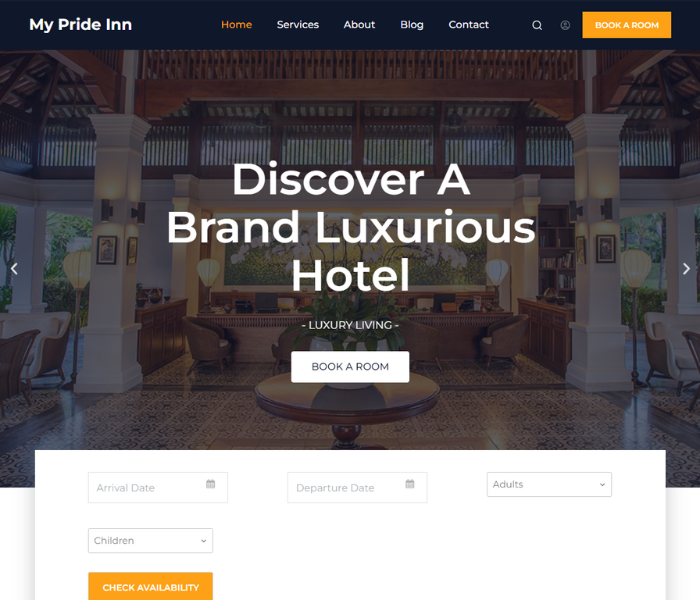 My Pride Inn
Home Services About Blog Contact
BOOK A ROOM
Discover A
Brand Luxurious
Hotel
- LUXURY LIVING -
BOOK A ROOM
Arrival Date
Departure Date
Adults
Children
CHECK AVAILABILITY